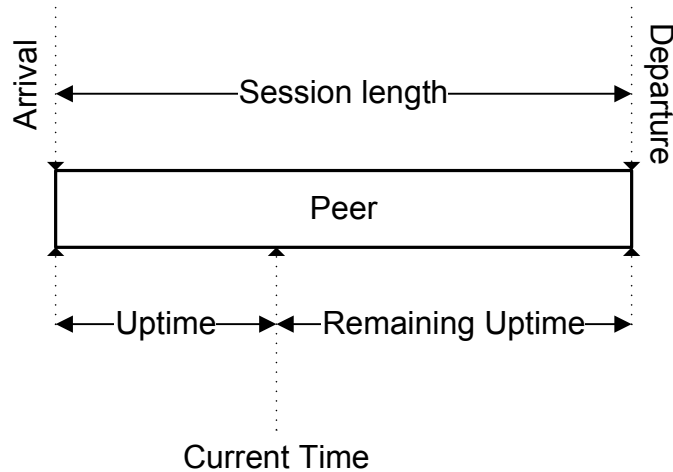 Arrival
Departure
Session length
Peer
Uptime
Remaining Uptime
Current Time